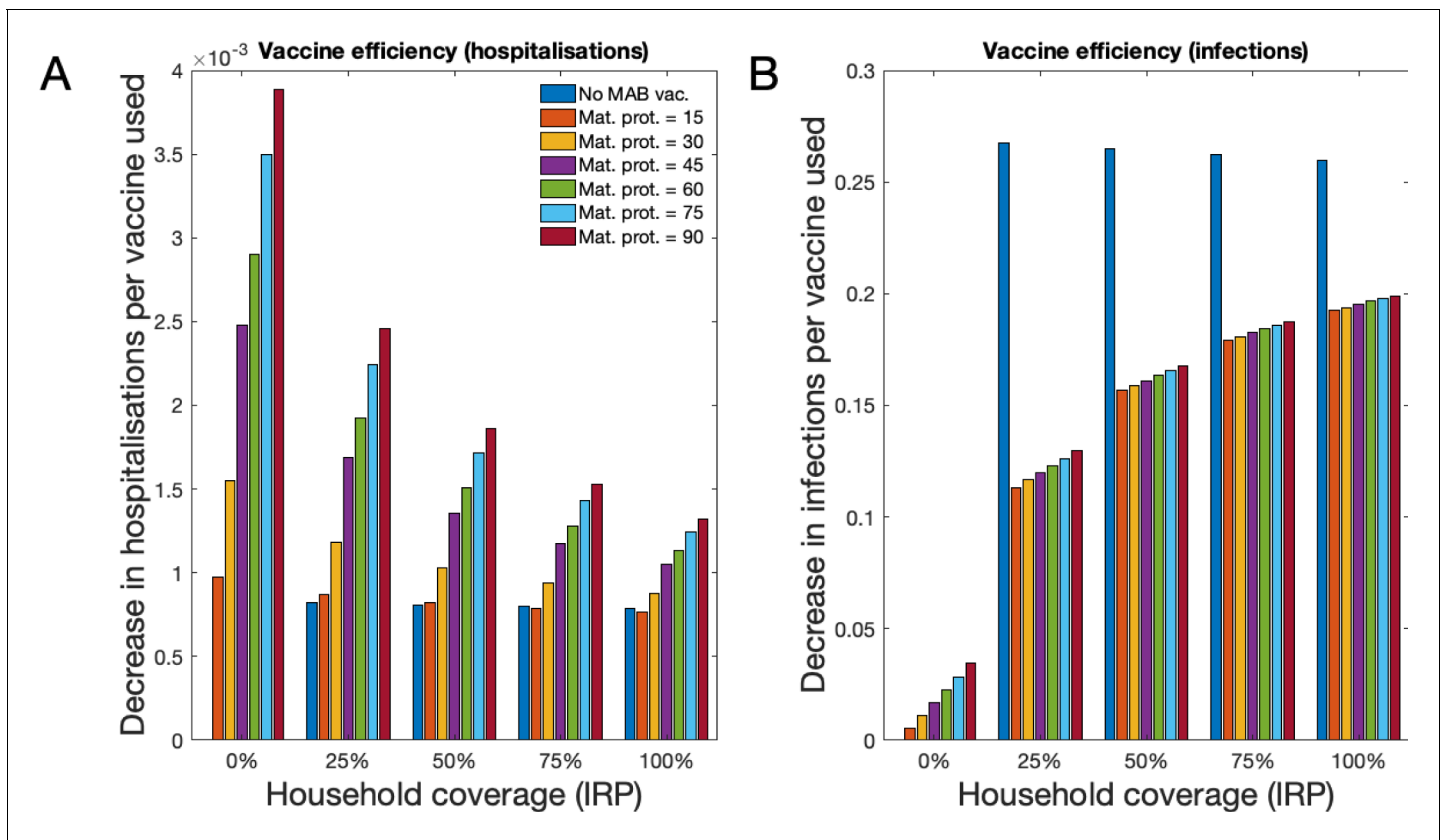 A
×10⁻³
Vaccine efficiency (hospitalisations)
Decrease in hospitalisations per vaccine used
4
3.5
3
2.5
2
1.5
1
0.5
0
No MAB vac.
Mat. prot. = 15
Mat. prot. = 30
Mat. prot. = 45
Mat. prot. = 60
Mat. prot. = 75
Mat. prot. = 90
0% 25% 50% 75% 100%
Household coverage (IRP)
B
Vaccine efficiency (infections)
Decrease in infections per vaccine used
0.3
0.25
0.2
0.15
0.1
0.05
0
0% 25% 50% 75% 100%
Household coverage (IRP)